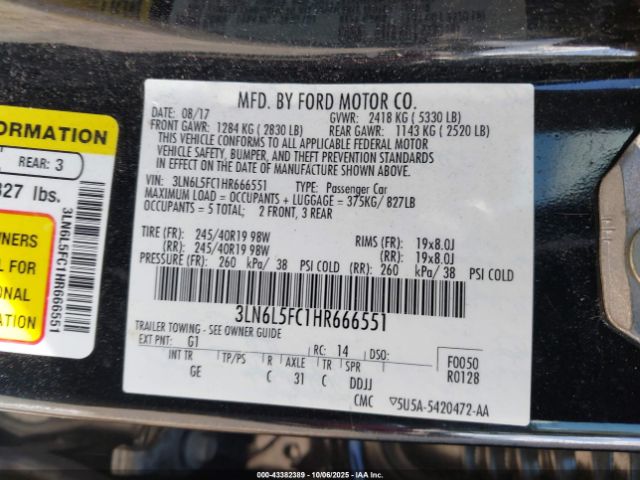 MFD. BY FORD MOTOR CO.
DATE: 08/17 GVWR: 2418 KG ( 5330 LB)
FRONT GAWR: 1284 KG ( 2830 LB) REAR GAWR: 1143 KG ( 2520 LB)
THIS VEHICLE CONFORMS TO ALL APPLICABLE FEDERAL MOTOR
VEHICLE SAFETY, BUMPER, AND THEFT PREVENTION STANDARDS
IN EFFECT ON THE DATE OF MANUFACTURE SHOWN ABOVE.
VIN: 3LN6L5FC1HR666551 TYPE: Passenger Car
MAXIMUM LOAD = OCCUPANTS + LUGGAGE = 375KG/ 827LB
OCCUPANTS = 5 TOTAL; 2 FRONT, 3 REAR
TIRE (FR): 245/40R19 98W RIMS (FR): 19x8.0J
(RR): 245/40R19 98W (RR): 19x8.0J
PRESSURE (FR): 260 kPa/ 38 PSI COLD (RR): 260 kPa/ 38 PSI COLD
3LN6L5FC1HR666551
TRAILER TOWING - SEE OWNER GUIDE
EXT PNT: G1 RC: 14 DSO:
INT TR TP/PS R AXLE TR SPR
GE C 31 C DDJJ
F0050
R0128
CMC 5U5A-5420472-AA
ORMATION
REAR: 3
827 lbs.
WNERS
L FOR
ONAL
TION
3LN6L5FC1HR666551
000-43382389 - 10/06/2025 - IAA, Inc.